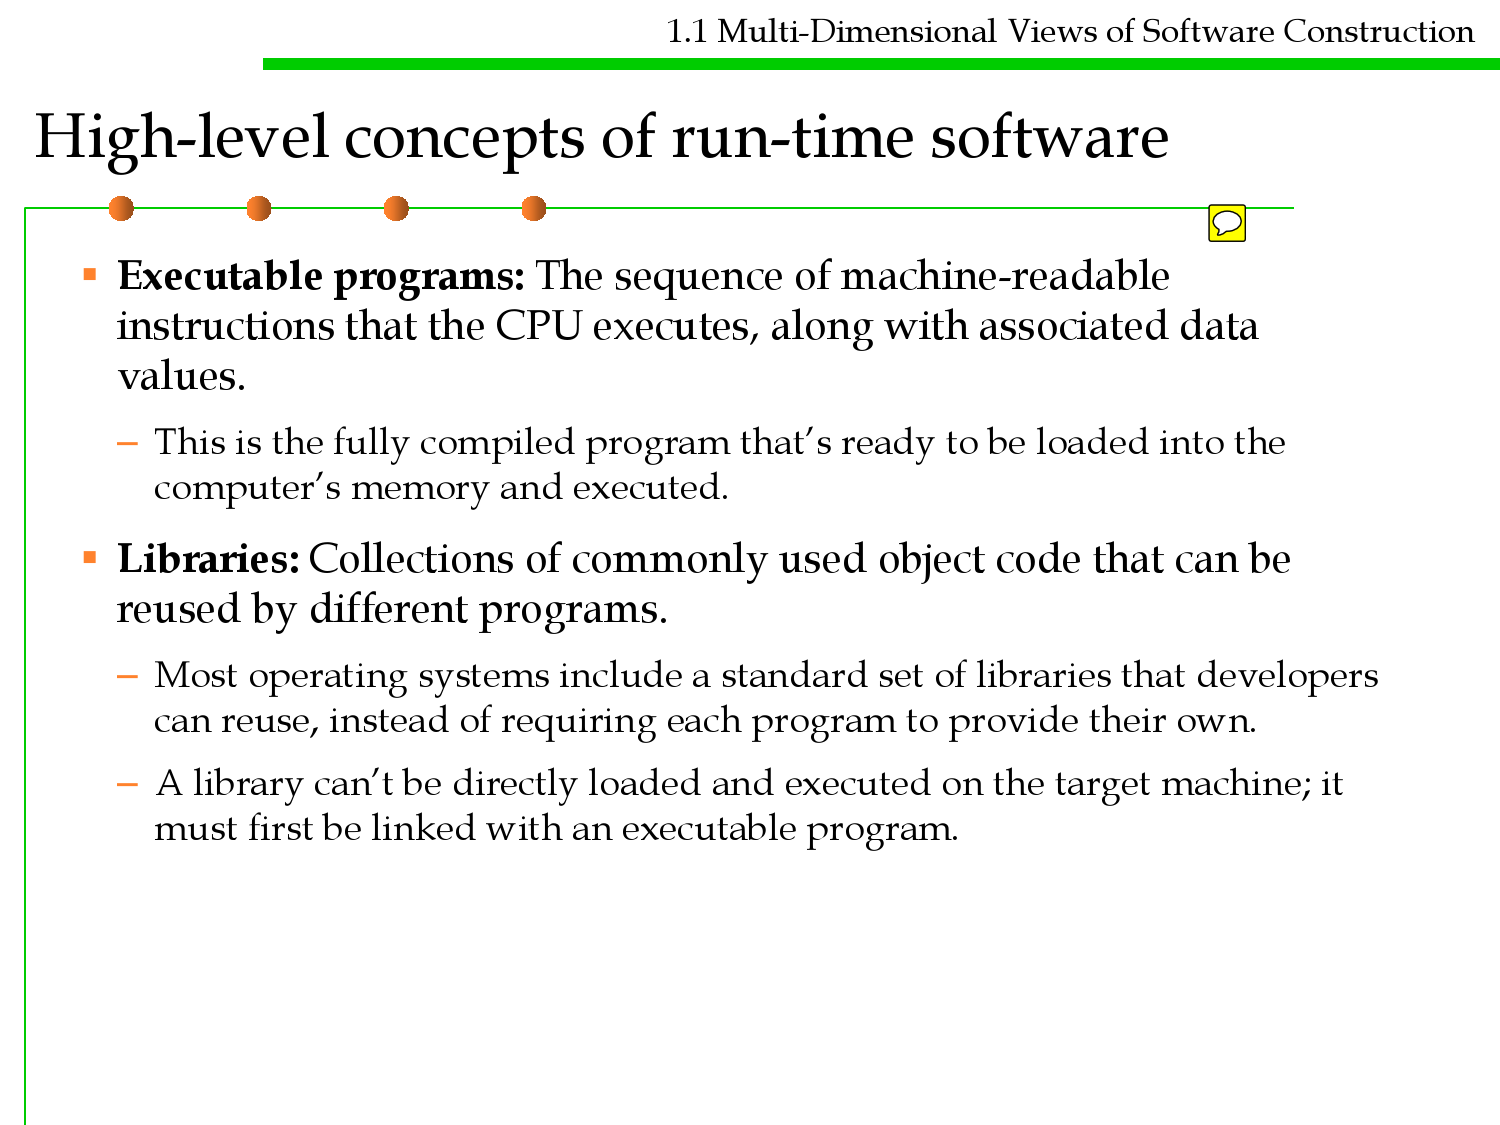 1.1 Multi-Dimensional Views of Software Construction
High-level concepts of run-time software
▪ Executable programs: The sequence of machine-readable
instructions that the CPU executes, along with associated data
values.
– This is the fully compiled program that’s ready to be loaded into the
computer’s memory and executed.
▪ Libraries: Collections of commonly used object code that can be
reused by different programs.
– Most operating systems include a standard set of libraries that developers
can reuse, instead of requiring each program to provide their own.
– A library can’t be directly loaded and executed on the target machine; it
must first be linked with an executable program.